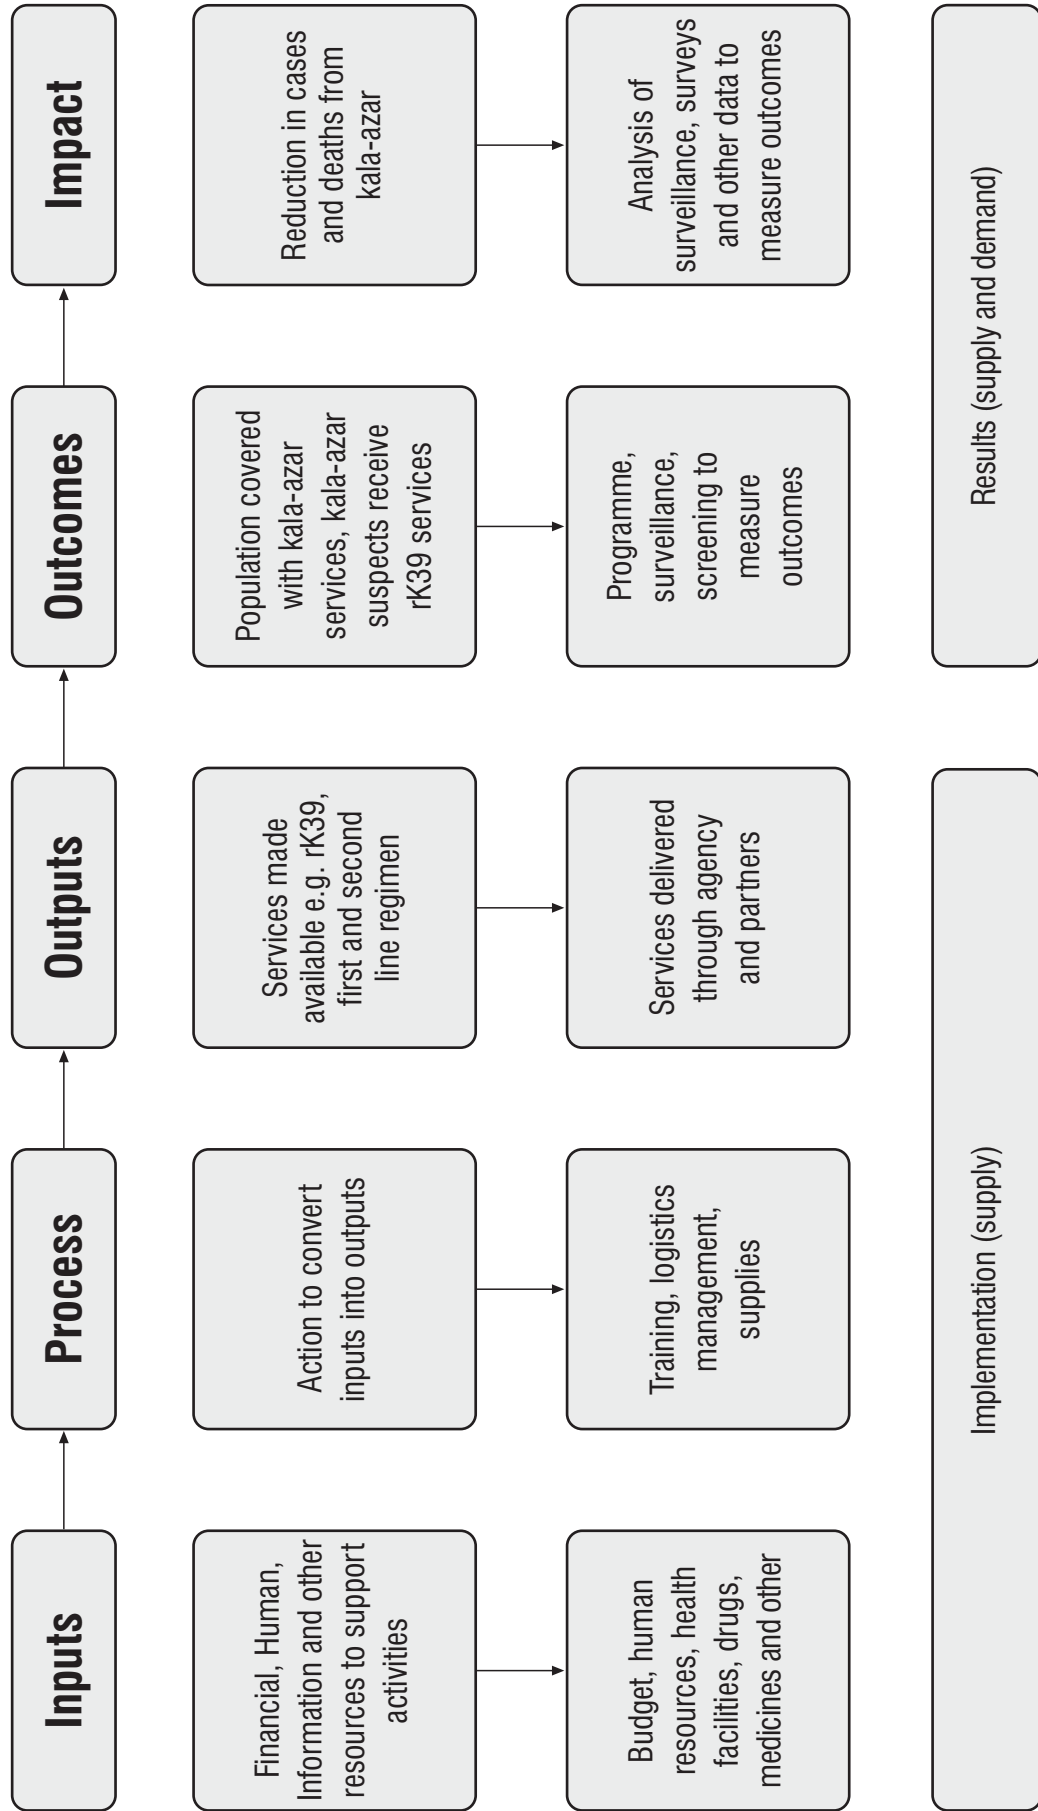 Inputs
Process
Outputs
Outcomes
Impact
Financial, Human,
Information and other
resources to support
activities
Action to convert
inputs into outputs
Services made
available e.g. rK39,
first and second
line regimen
Population covered
with kala-azar
services, kala-azar
suspects receive
rK39 services
Reduction in cases
and deaths from
kala-azar
Budget, human
resources, health
facilities, drugs,
medicines and other
Training, logistics
management,
supplies
Services delivered
through agency
and partners
Programme,
surveillance,
screening to
measure
outcomes
Analysis of
surveillance, surveys
and other data to
measure outcomes
Implementation (supply)
Results (supply and demand)